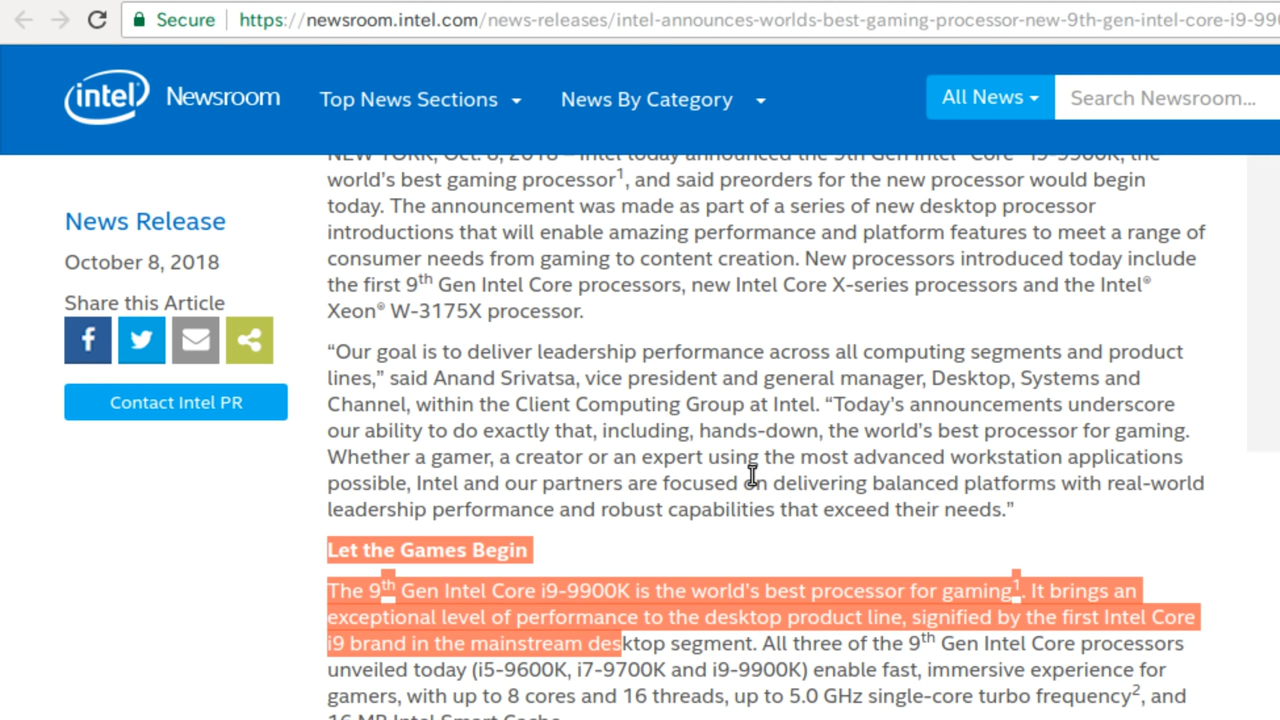 Secure https://newsroom.intel.com/news-releases/intel-announces-worlds-best-gaming-processor-new-9th-gen-intel-core-i9-990
intel Newsroom Top News Sections News By Category All News Search Newsroom...
NEW YORK, Oct. 8, 2018 – Intel today announced the 9th Gen Intel® Core™ i9-9900K, the
world's best gaming processor1, and said preorders for the new processor would begin
today. The announcement was made as part of a series of new desktop processor
introductions that will enable amazing performance and platform features to meet a range of
consumer needs from gaming to content creation. New processors introduced today include
the first 9th Gen Intel Core processors, new Intel Core X-series processors and the Intel®
Xeon® W-3175X processor.
News Release
October 8, 2018
Share this Article
Contact Intel PR
“Our goal is to deliver leadership performance across all computing segments and product
lines,” said Anand Srivatsa, vice president and general manager, Desktop, Systems and
Channel, within the Client Computing Group at Intel. “Today’s announcements underscore
our ability to do exactly that, including, hands-down, the world’s best processor for gaming.
Whether a gamer, a creator or an expert using the most advanced workstation applications
possible, Intel and our partners are focused on delivering balanced platforms with real-world
leadership performance and robust capabilities that exceed their needs.”
Let the Games Begin
The 9th Gen Intel Core i9-9900K is the world's best processor for gaming1. It brings an
exceptional level of performance to the desktop product line, signified by the first Intel Core
i9 brand in the mainstream desktop segment. All three of the 9th Gen Intel Core processors
unveiled today (i5-9600K, i7-9700K and i9-9900K) enable fast, immersive experience for
gamers, with up to 8 cores and 16 threads, up to 5.0 GHz single-core turbo frequency2, and
16 MB Intel Smart Cache.